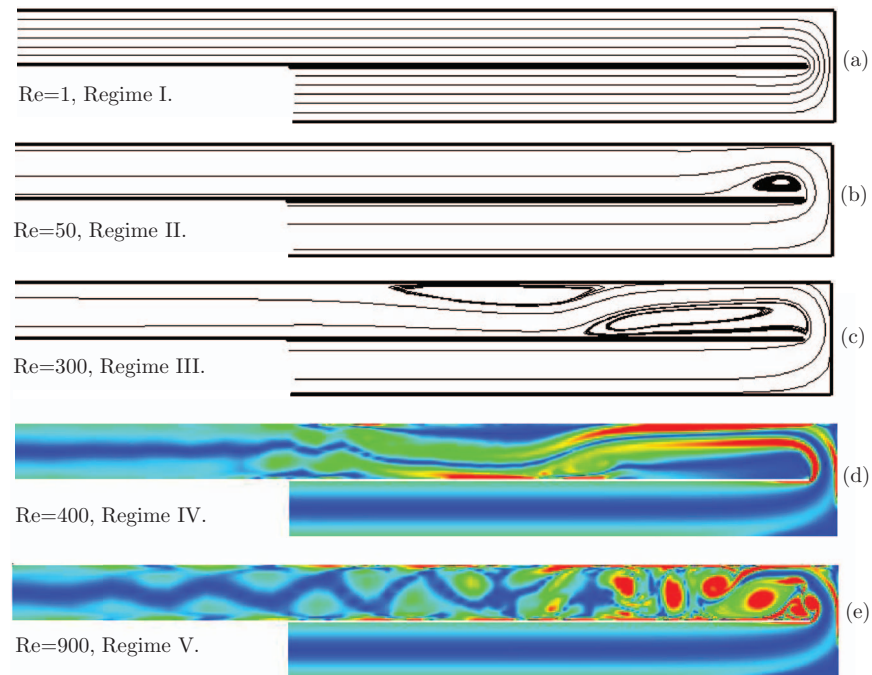 (a)
Re=1, Regime I.
(b)
Re=50, Regime II.
(c)
Re=300, Regime III.
(d)
Re=400, Regime IV.
(e)
Re=900, Regime V.